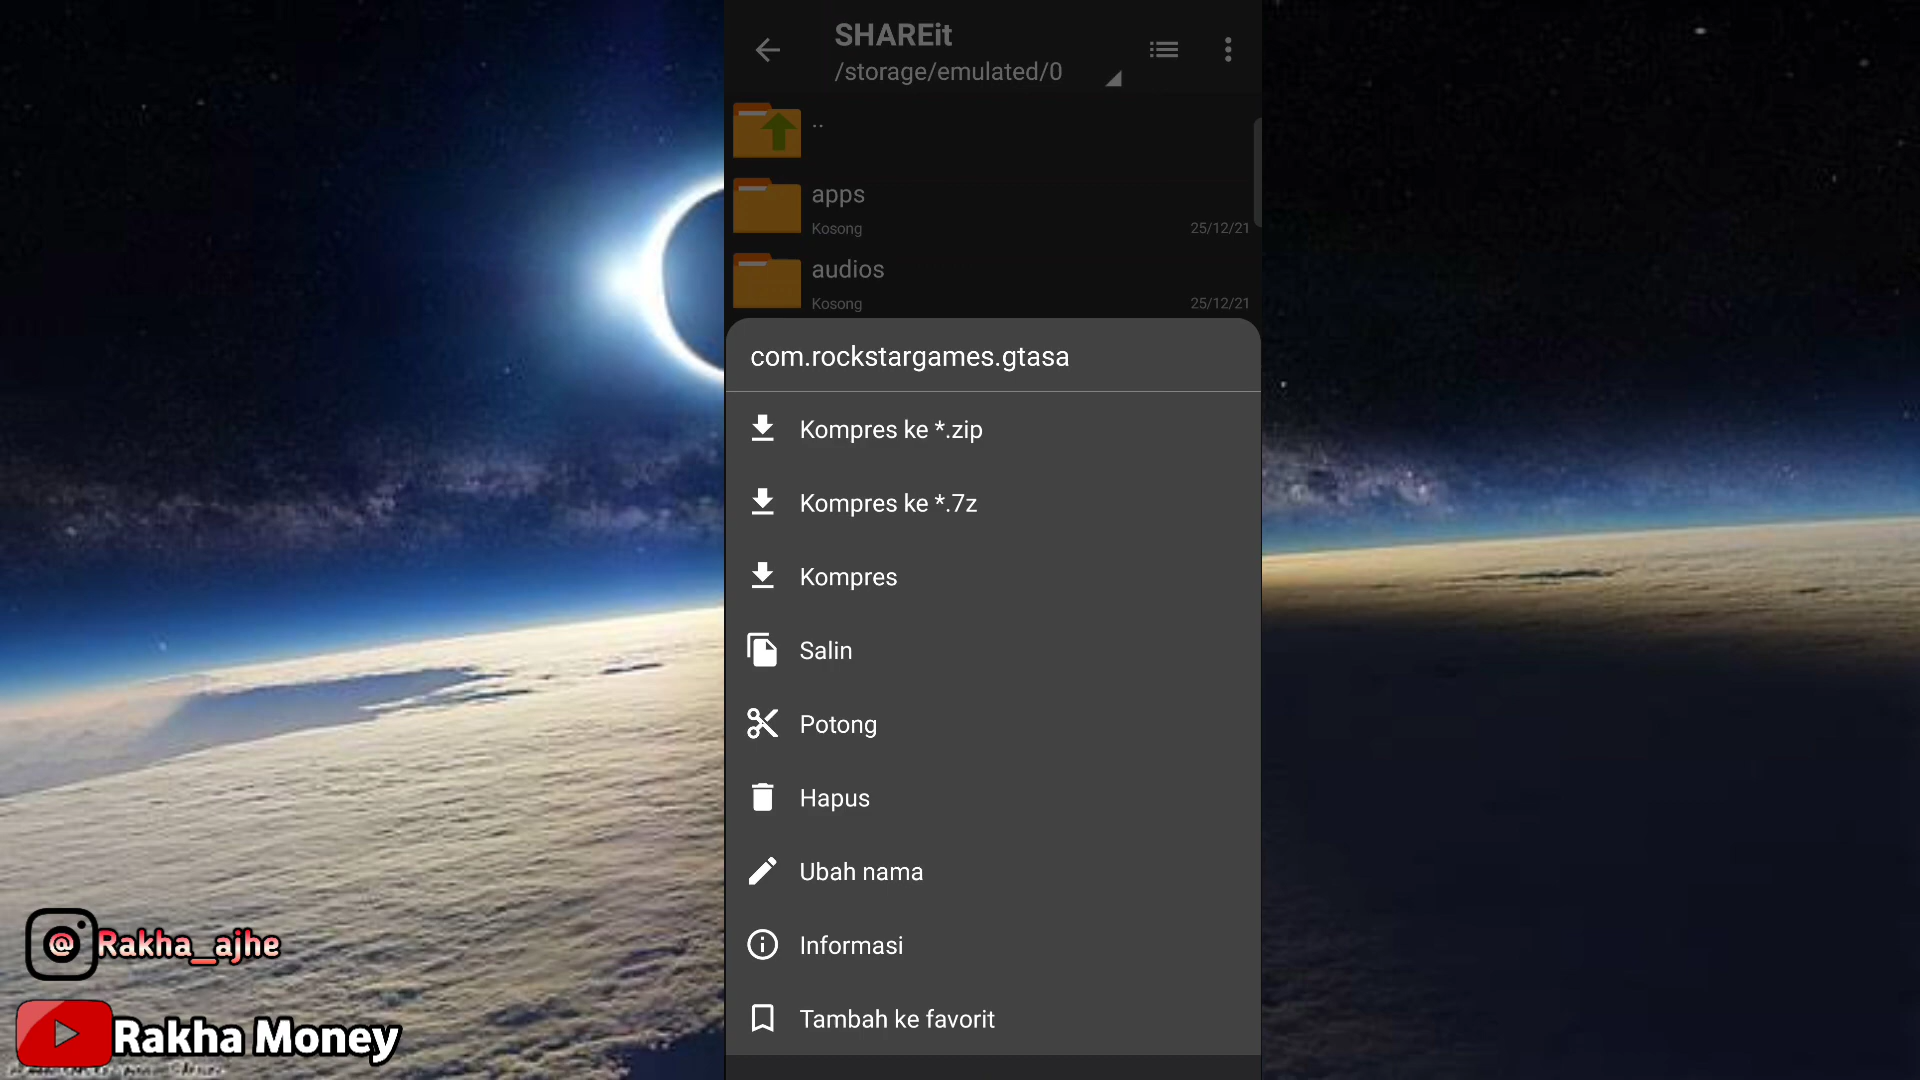 SHAREit
/storage/emulated/0
..
apps
Kosong 25/12/21
audios
Kosong 25/12/21
com.rockstargames.gtasa
Kompres ke *.zip
Kompres ke *.7z
Kompres
Salin
Potong
Hapus
Ubah nama
Informasi
Tambah ke favorit
@ Rakha_ajhe
Rakha Money